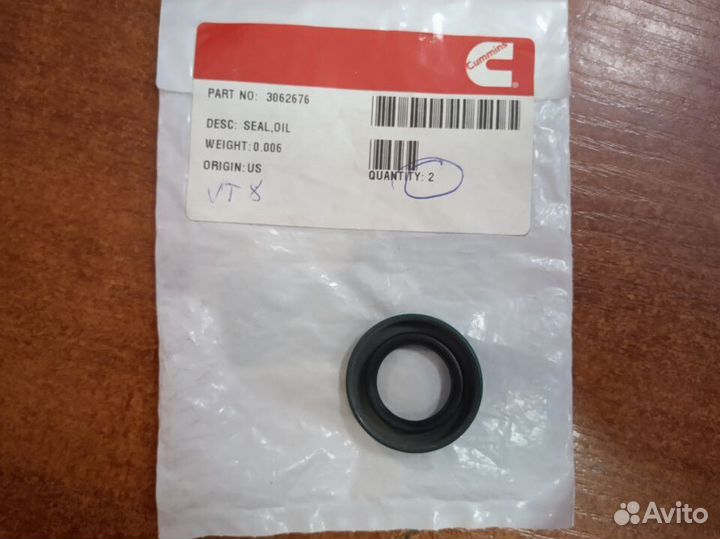 Cummins
PART NO: 3062676
DESC: SEAL,OIL
WEIGHT:0.006
ORIGIN:US
QUANTITY:2
VT 8
Avito